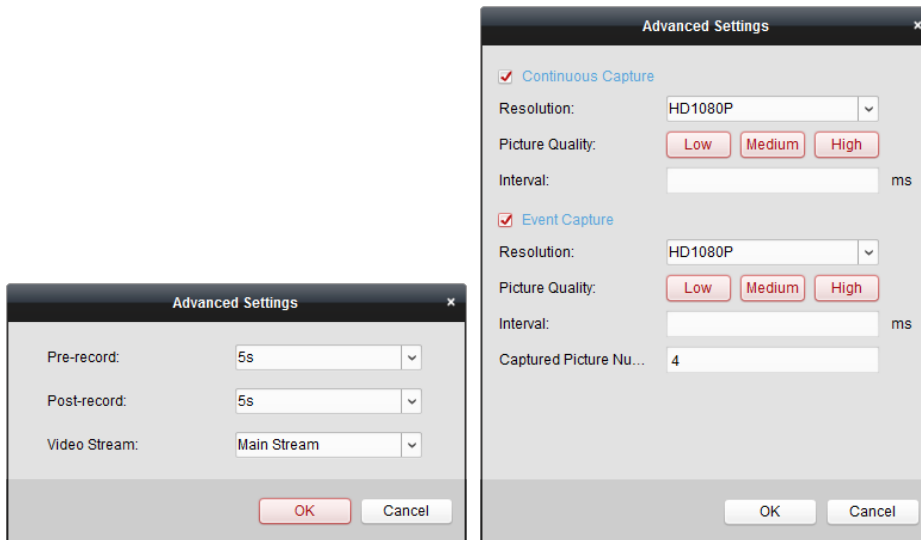 Advanced Settings ×
Pre-record: 5s
Post-record: 5s
Video Stream: Main Stream
OK Cancel
Advanced Settings ×
Continuous Capture
Resolution: HD1080P
Picture Quality: Low Medium High
Interval: ms
Event Capture
Resolution: HD1080P
Picture Quality: Low Medium High
Interval: ms
Captured Picture Nu... 4
OK Cancel